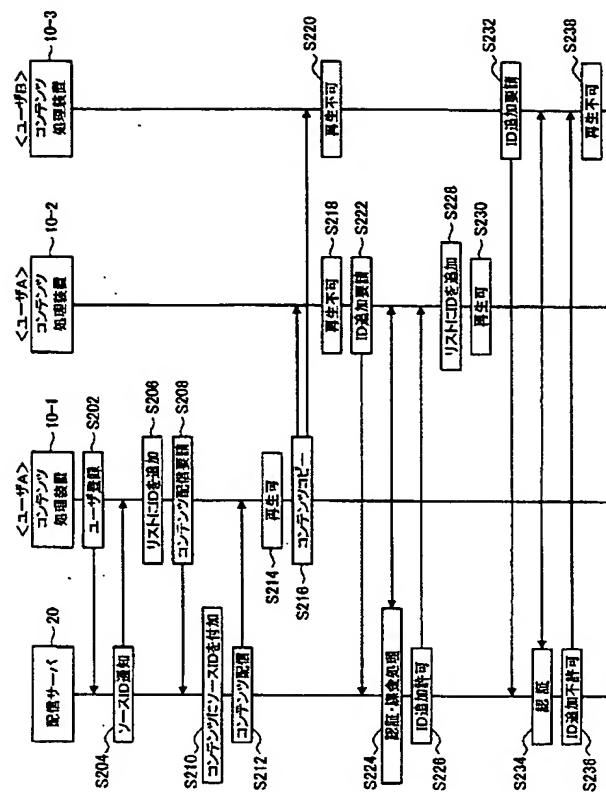 配信サーバ
20
<ユーザA>
コンテンツ
処理装置
10-1
<ユーザA>
コンテンツ
処理装置
10-2
<ユーザB>
コンテンツ
処理装置
10-3
ユーザ登録
S202
ソースID通知
S204
リストにIDを追加
S206
コンテンツ配信要請
S208
コンテンツにソースIDを付加
S210
コンテンツ配信
S212
再生可
S214
コンテンツコピー
S216
再生不可
S218
再生不可
S220
ID追加要請
S222
認証・課金処理
S224
ID追加許可
S226
リストにIDを追加
S228
再生可
S230
ID追加要請
S232
認証
S234
ID追加不許可
S236
再生不可
S238